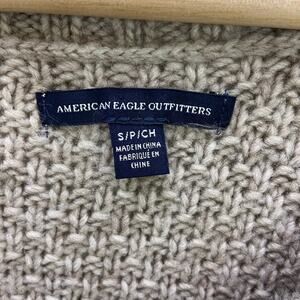 AMERICAN EAGLE OUTFITTERS
S/P/CH
MADE IN CHINA
FABRIQUÉ EN
CHINE